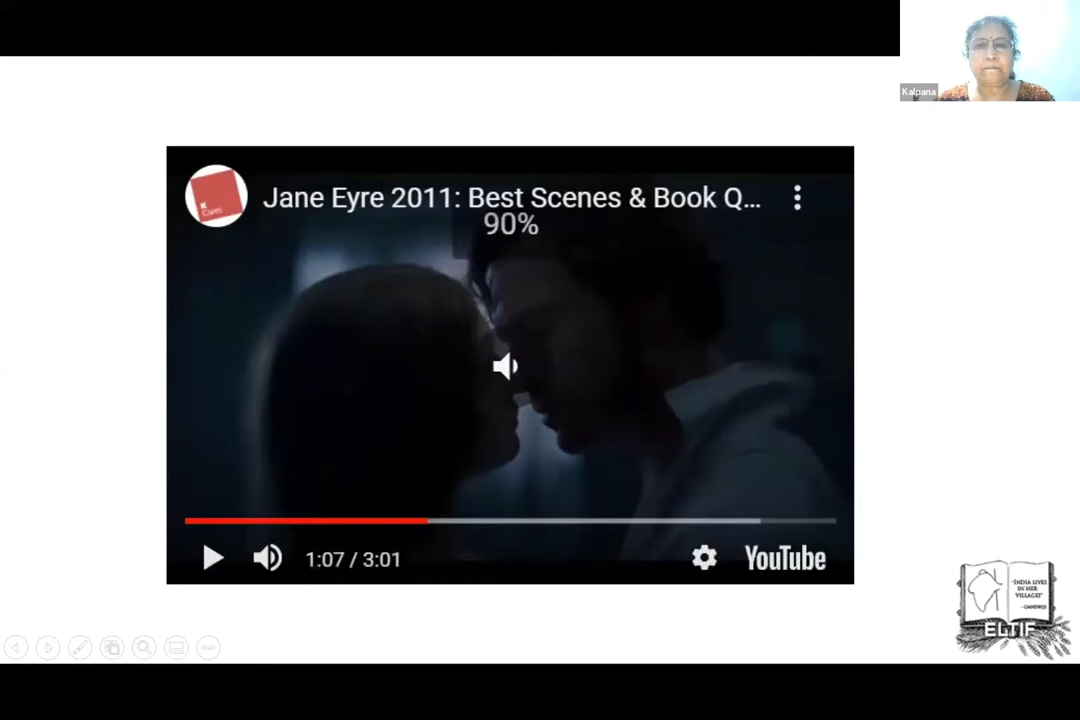 Kalpana
Cives
Jane Eyre 2011: Best Scenes & Book Q...
90%
1:07 / 3:01
YouTube
"INDIA LIVES
IN HER
VILLAGES"
- GANDHIJI
ELTIF